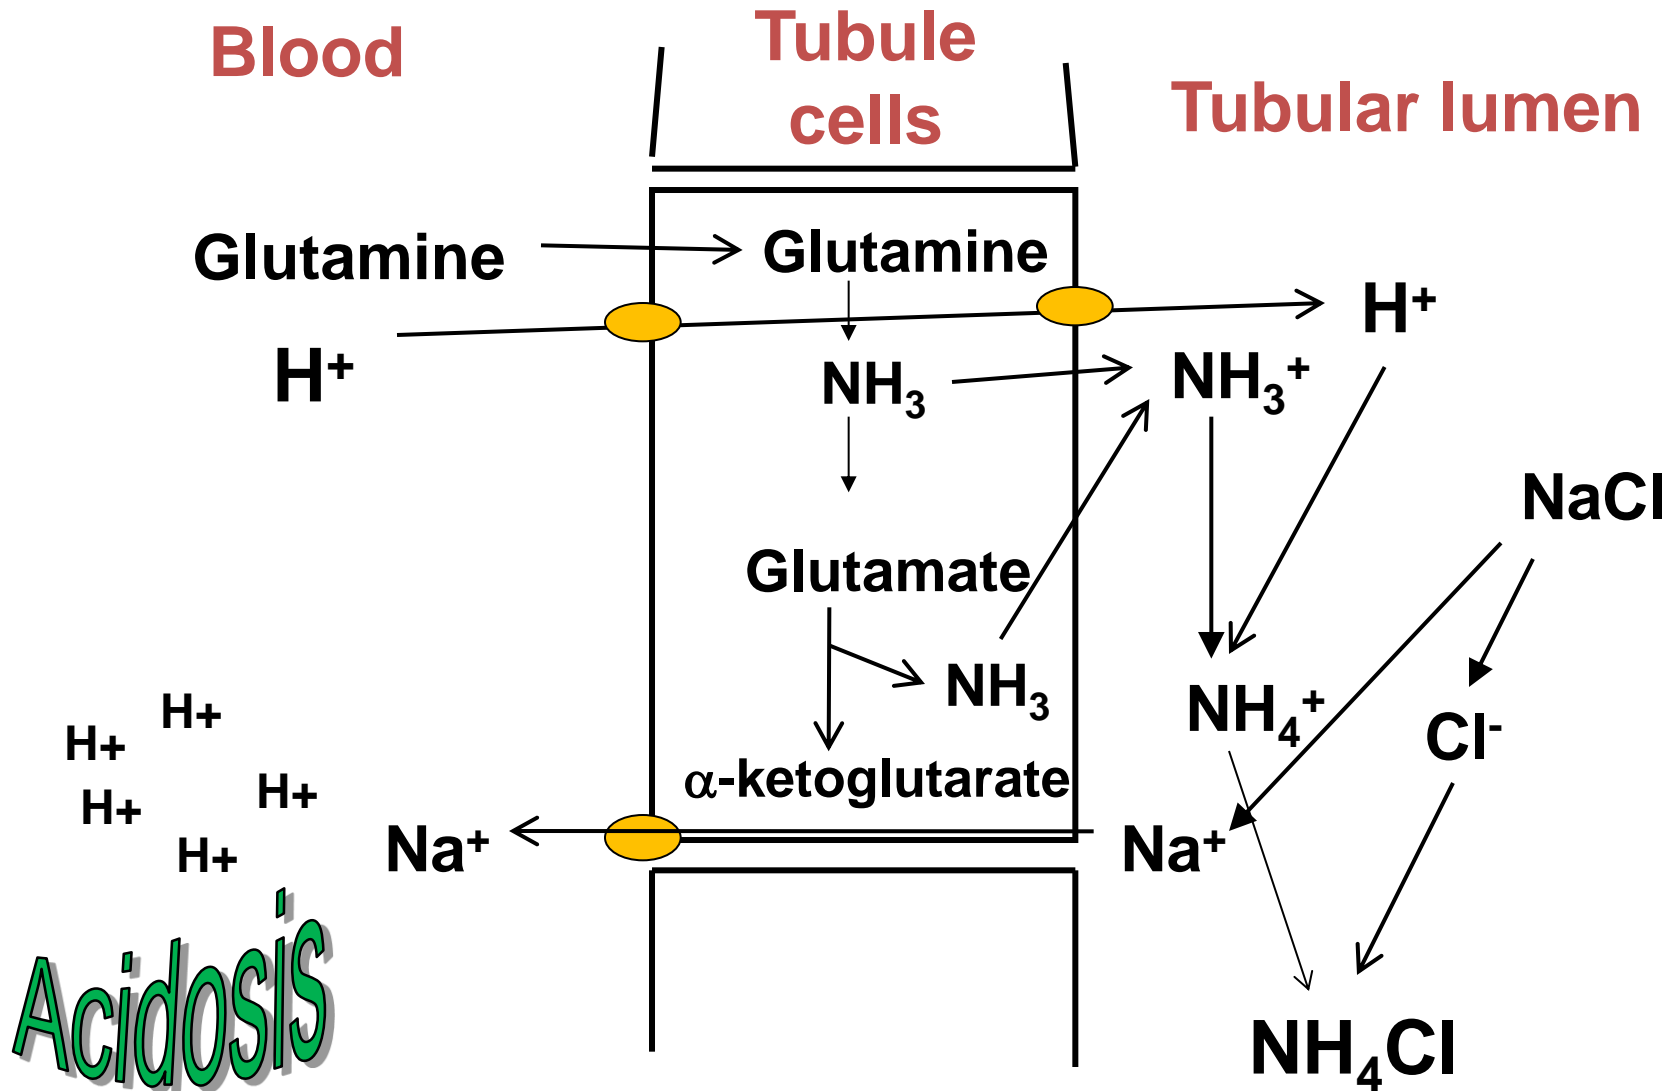 Blood
Tubule
cells
Tubular lumen
Glutamine
Glutamine
H⁺
H⁺
NH₃
NH₃⁺
NaCl
Glutamate
NH₃
NH₄⁺
Cl⁻
H+
H+
H+
H+
H+
α-ketoglutarate
Na⁺
Na⁺
Acidosis
NH₄Cl